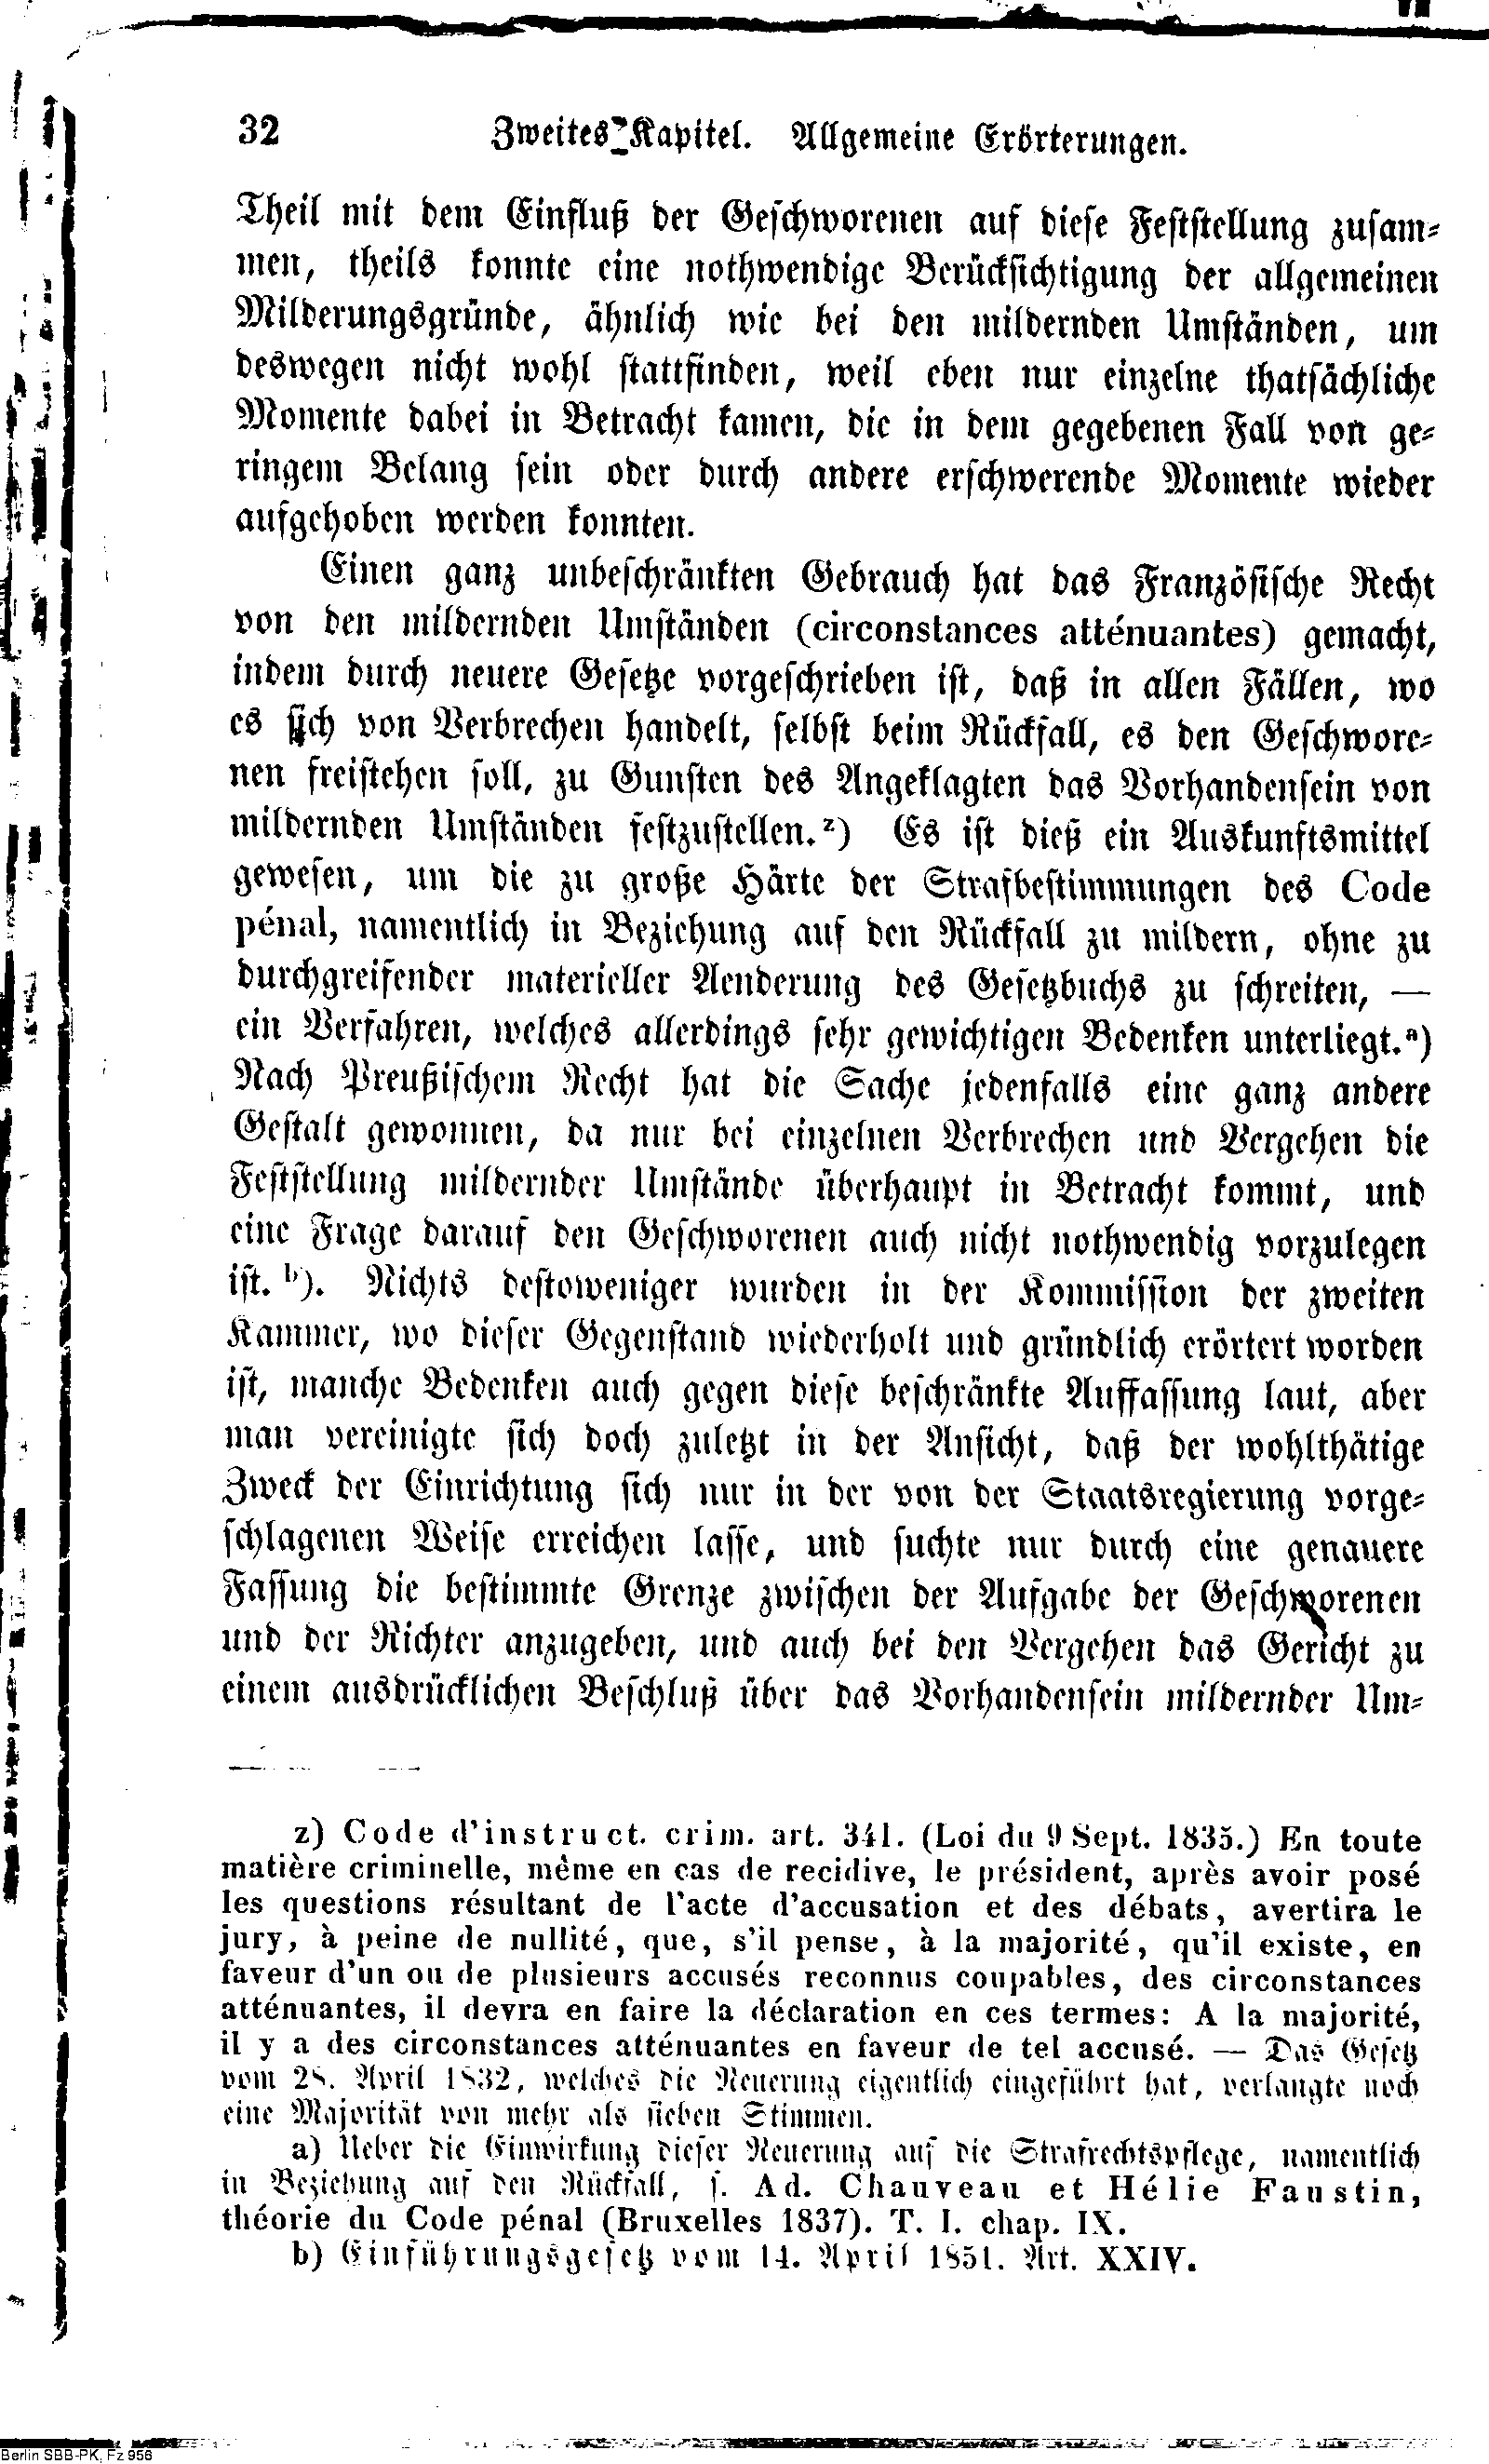 32 Zweites Kapitel. Allgemeine Erörterungen.
Theil mit dem Einfluß der Geschworenen auf diese Feststellung zusam-
men, theils konnte eine nothwendige Berücksichtigung der allgemeinen
Milderungsgründe, ähnlich wie bei den mildernden Umständen, um
deswegen nicht wohl stattfinden, weil eben nur einzelne thatsächliche
Momente dabei in Betracht kamen, die in dem gegebenen Fall von ge-
ringem Belang sein oder durch andere erschwerende Momente wieder
aufgehoben werden konnten.
Einen ganz unbeschränkten Gebrauch hat das Französische Recht
von den mildernden Umständen (circonstances atténuantes) gemacht,
indem durch neuere Gesetze vorgeschrieben ist, daß in allen Fällen, wo
es sich von Verbrechen handelt, selbst beim Rückfall, es den Geschwore-
nen freistehen soll, zu Gunsten des Angeklagten das Vorhandensein von
mildernden Umständen festzustellen.z) Es ist dieß ein Auskunftsmittel
gewesen, um die zu große Härte der Strafbestimmungen des Code
pénal, namentlich in Beziehung auf den Rückfall zu mildern, ohne zu
durchgreifender materieller Aenderung des Gesetzbuchs zu schreiten, —
ein Verfahren, welches allerdings sehr gewichtigen Bedenken unterliegt.a)
Nach Preußischem Recht hat die Sache jedenfalls eine ganz andere
Gestalt gewonnen, da nur bei einzelnen Verbrechen und Vergehen die
Feststellung mildernder Umstände überhaupt in Betracht kommt, und
eine Frage darauf den Geschworenen auch nicht nothwendig vorzulegen
ist. b). Nichts destoweniger wurden in der Kommission der zweiten
Kammer, wo dieser Gegenstand wiederholt und gründlich erörtert worden
ist, manche Bedenken auch gegen diese beschränkte Auffassung laut, aber
man vereinigte sich doch zuletzt in der Ansicht, daß der wohlthätige
Zweck der Einrichtung sich nur in der von der Staatsregierung vorge-
schlagenen Weise erreichen lasse, und suchte nur durch eine genauere
Fassung die bestimmte Grenze zwischen der Aufgabe der Geschworenen
und der Richter anzugeben, und auch bei den Vergehen das Gericht zu
einem ausdrücklichen Beschluß über das Vorhandensein mildernder Um-
z) Code d'instruct. crim. art. 341. (Loi du 9 Sept. 1835.) En toute
matière criminelle, même en cas de recidive, le président, après avoir posé
les questions résultant de l'acte d'accusation et des débats, avertira le
jury, à peine de nullité, que, s'il pense, à la majorité, qu'il existe, en
faveur d'un ou de plusieurs accusés reconnus coupables, des circonstances
atténuantes, il devra en faire la déclaration en ces termes: A la majorité,
il y a des circonstances atténuantes en faveur de tel accusé. — Das Gesetz
vom 28. April 1832, welches die Neuerung eigentlich eingeführt hat, verlangte noch
eine Majorität von mehr als sieben Stimmen.
a) Ueber die Einwirkung dieser Neuerung auf die Strafrechtspflege, namentlich
in Beziehung auf den Rückfall, s. Ad. Chauveau et Hélie Faustin,
théorie du Code pénal (Bruxelles 1837). T. I. chap. IX.
b) Einführungsgesetz vom 14. April 1851. Art. XXIV.
Berlin SBB-PK, Fz 956